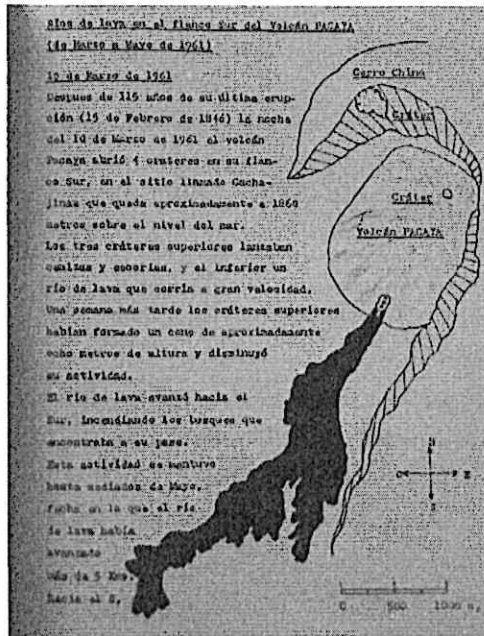 Ríos de lava en el flanco Sur del Volcán PACAYA
(de Marzo a Mayo de 1961)
10 de Marzo de 1961
Despues de 115 años de su última erup-
ción (15 de Febrero de 1846) la noche
del 10 de Marzo de 1961 el volcán
Pacaya abrió 4 cráteres en su flan-
co Sur, en el sitio llamado Cacha-
jinas que queda aproximadamente a 1860
metros sobre el nivel del mar.
Los tres cráteres superiores lanzaban
cenizas y escorias, y el inferior un
río de lava que corría a gran velocidad.
Una semana más tarde los cráteres superiores
habían formado un cono de aproximadamente
ocho metros de altura y disminuyó
su actividad.
El río de lava avanzó hacia el
Sur, incendiando los bosques que
encontraba a su paso.
Esta actividad se mantuvo
hasta mediados de Mayo,
fecha en la que el río
de lava había
avanzado
más de 5 Kms.
hacia el S.
Cerro Chino
Cráter
Cráter
Volcán PACAYA
N
O
E
S
0 500 1000 m.